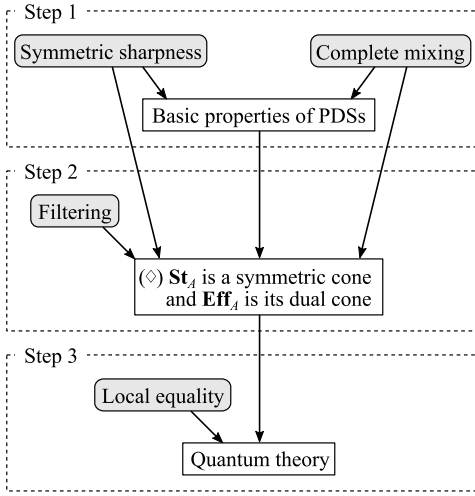 Step 1
Symmetric sharpness
Complete mixing
Basic properties of PDSs
Step 2
Filtering
(◇) St_A is a symmetric cone
and Eff_A is its dual cone
Step 3
Local equality
Quantum theory